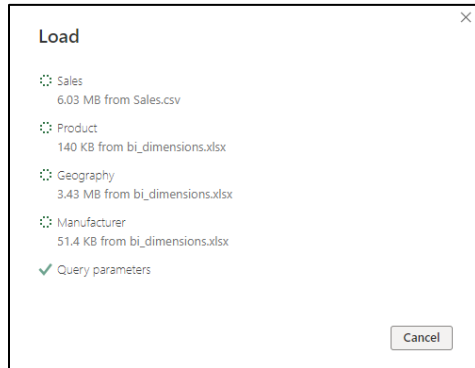 Load
Sales
6.03 MB from Sales.csv
Product
140 KB from bi_dimensions.xlsx
Geography
3.43 MB from bi_dimensions.xlsx
Manufacturer
51.4 KB from bi_dimensions.xlsx
Query parameters
Cancel